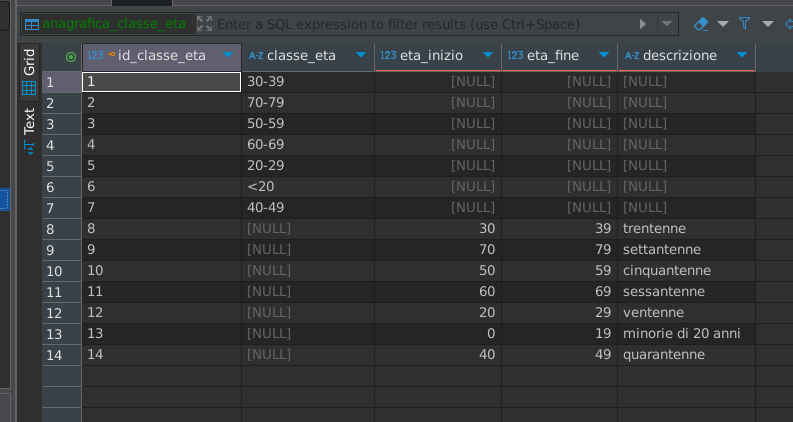 anagrafica_classe_eta Enter a SQL expression to filter results (use Ctrl+Space)
Grid
Text
123 id_classe_eta A-Z classe_eta 123 eta_inizio 123 eta_fine A-Z descrizione
1 1 30-39 [NULL] [NULL] [NULL]
2 2 70-79 [NULL] [NULL] [NULL]
3 3 50-59 [NULL] [NULL] [NULL]
4 4 60-69 [NULL] [NULL] [NULL]
5 5 20-29 [NULL] [NULL] [NULL]
6 6 <20 [NULL] [NULL] [NULL]
7 7 40-49 [NULL] [NULL] [NULL]
8 8 [NULL] 30 39 trentenne
9 9 [NULL] 70 79 settantenne
10 10 [NULL] 50 59 cinquantenne
11 11 [NULL] 60 69 sessantenne
12 12 [NULL] 20 29 ventenne
13 13 [NULL] 0 19 minorie di 20 anni
14 14 [NULL] 40 49 quarantenne